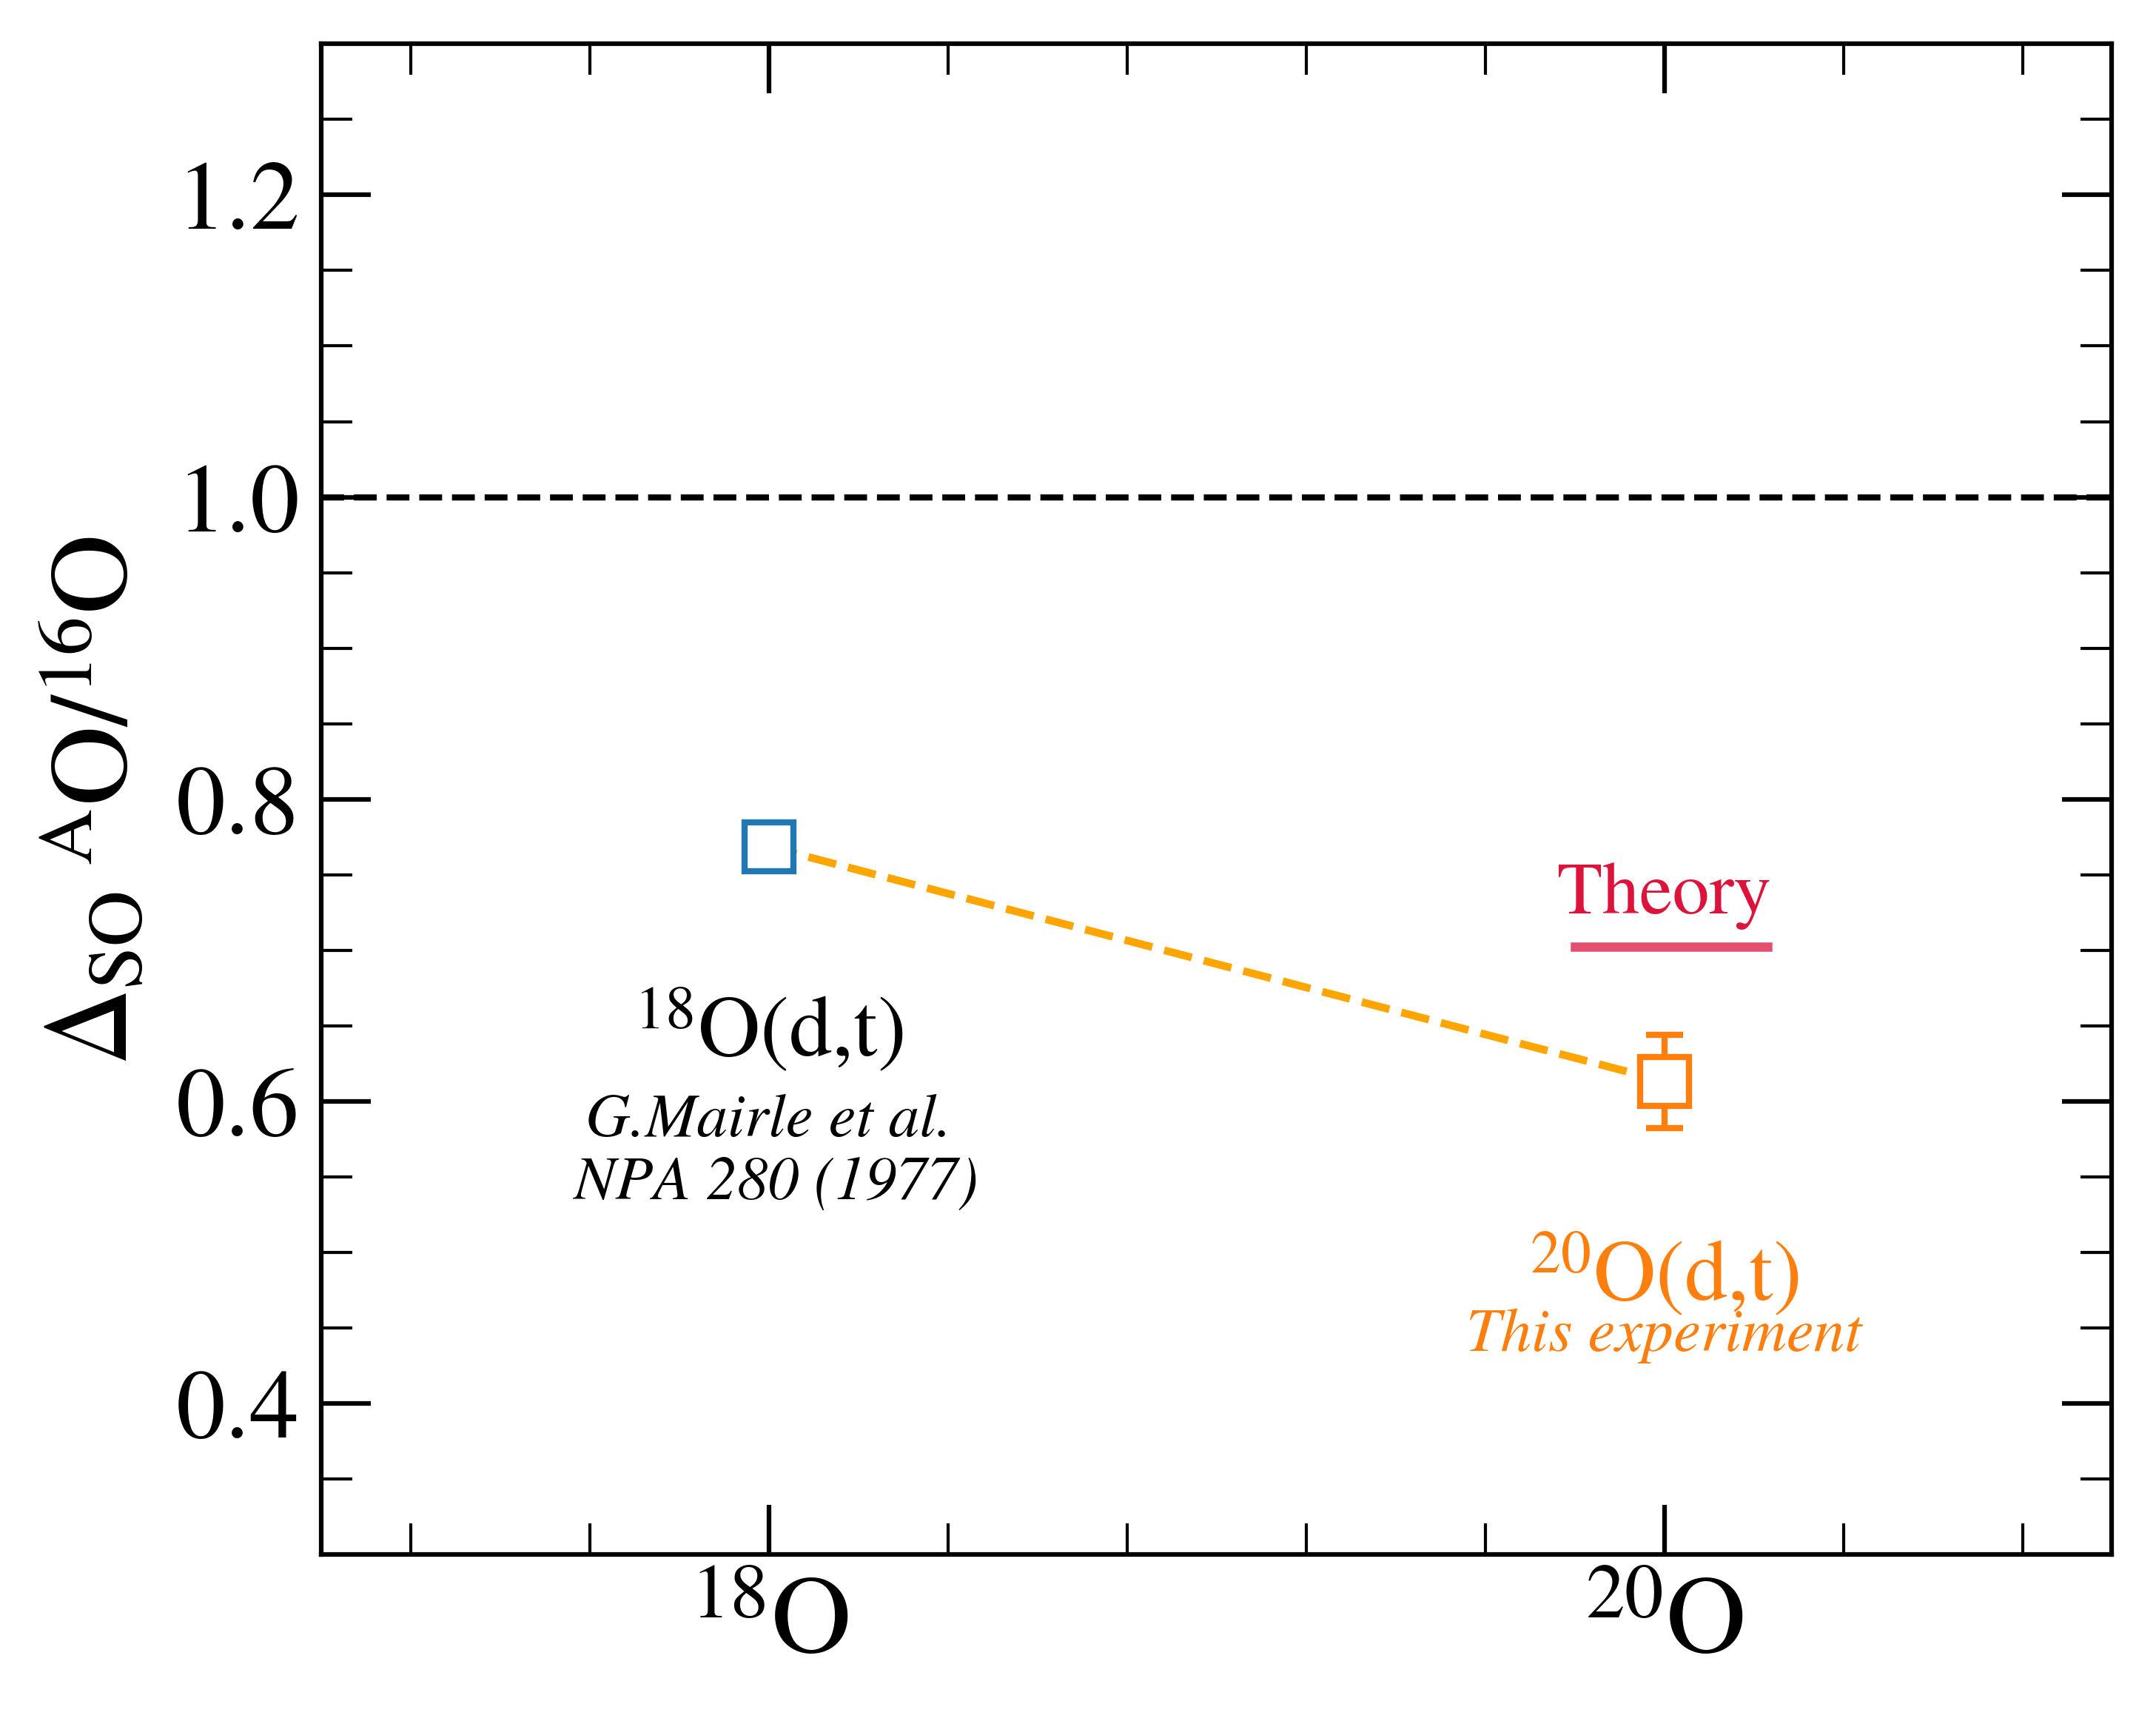 Δso ᴬO/¹⁶O
1.2
1.0
0.8
0.6
0.4
Theory
¹⁸O(d,t)
G.Mairle et al.
NPA 280 (1977)
²⁰O(d,t)
This experiment
¹⁸O
²⁰O